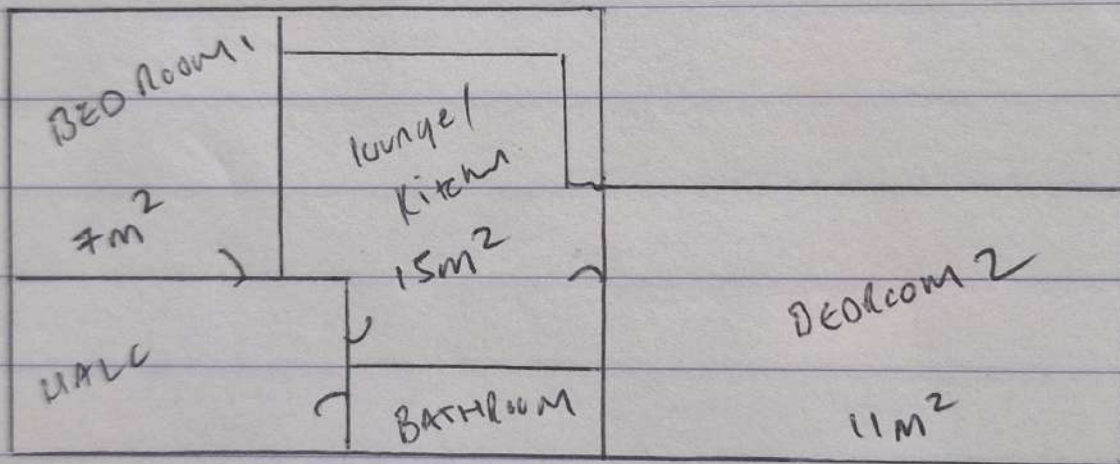 BEDROOM 1
7m²
lounge/
Kitchen
15m²
HALL
BATHROOM
BEDROOM 2
11m²